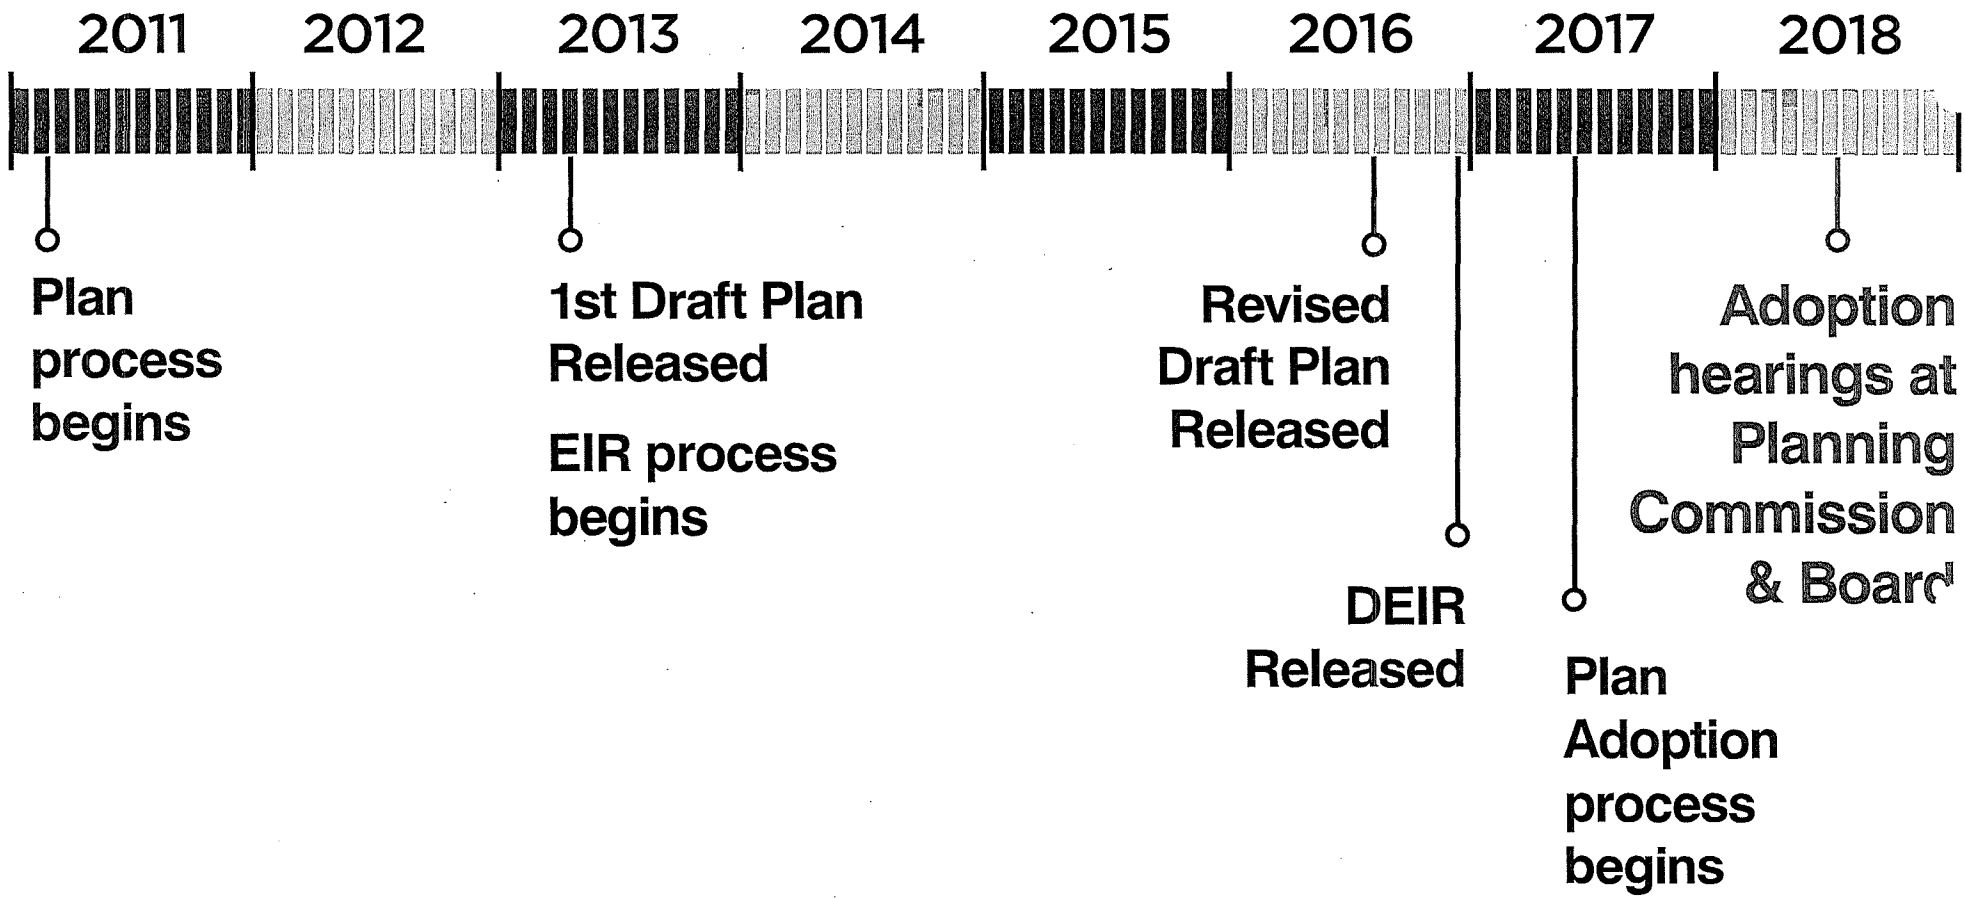 2011 2012 2013 2014 2015 2016 2017 2018
Plan
process
begins
1st Draft Plan
Released
EIR process
begins
Revised
Draft Plan
Released
DEIR
Released
Plan
Adoption
process
begins
Adoption
hearings at
Planning
Commission
& Board